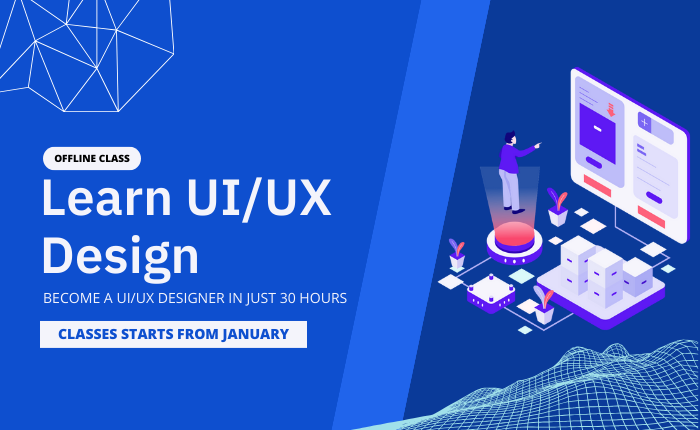 OFFLINE CLASS
Learn UI/UX
Design
BECOME A UI/UX DESIGNER IN JUST 30 HOURS
CLASSES STARTS FROM JANUARY